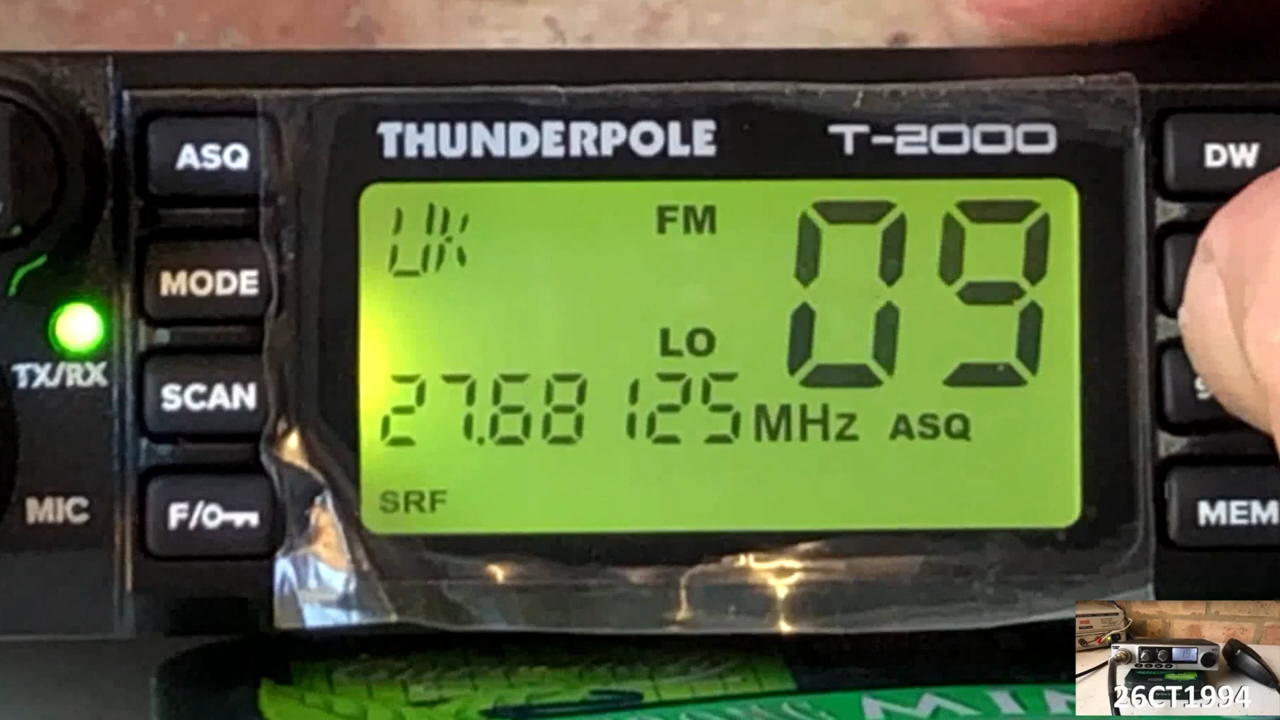 THUNDERPOLE T-2000
ASQ
MODE
SCAN
F/
TX/RX
MIC
UK FM 09
LO
27.68125 MHz ASQ
SRF
DW
MEM
26CT1994